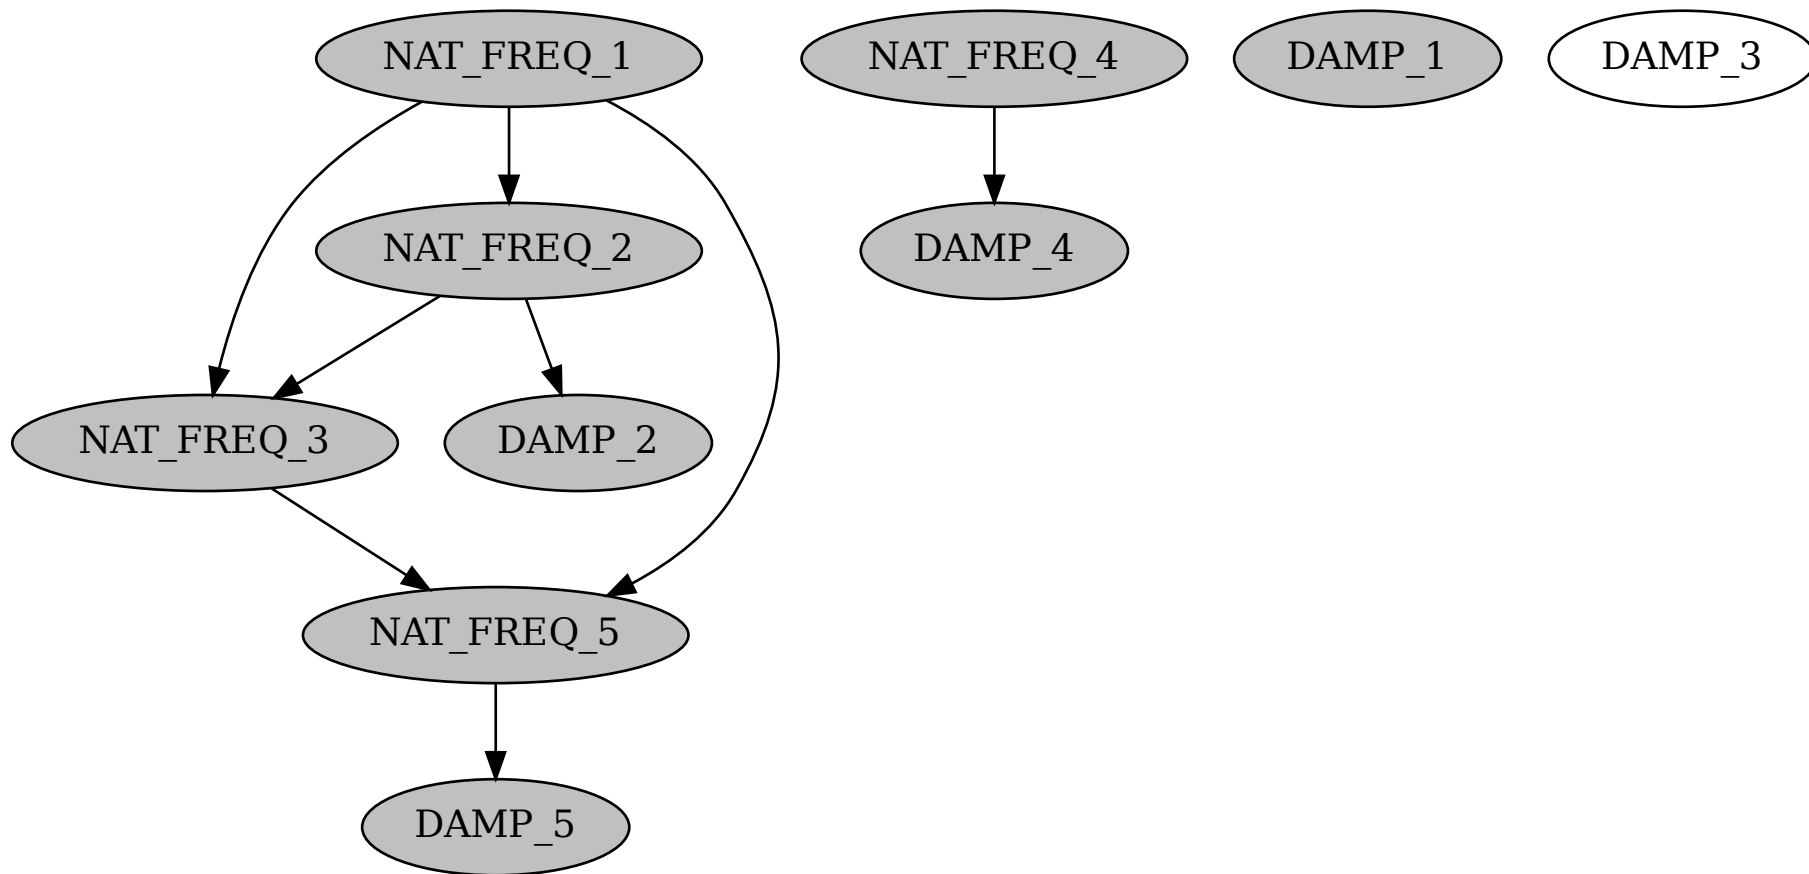 NAT_FREQ_1
NAT_FREQ_4
DAMP_1
DAMP_3
NAT_FREQ_2
DAMP_4
NAT_FREQ_3
DAMP_2
NAT_FREQ_5
DAMP_5